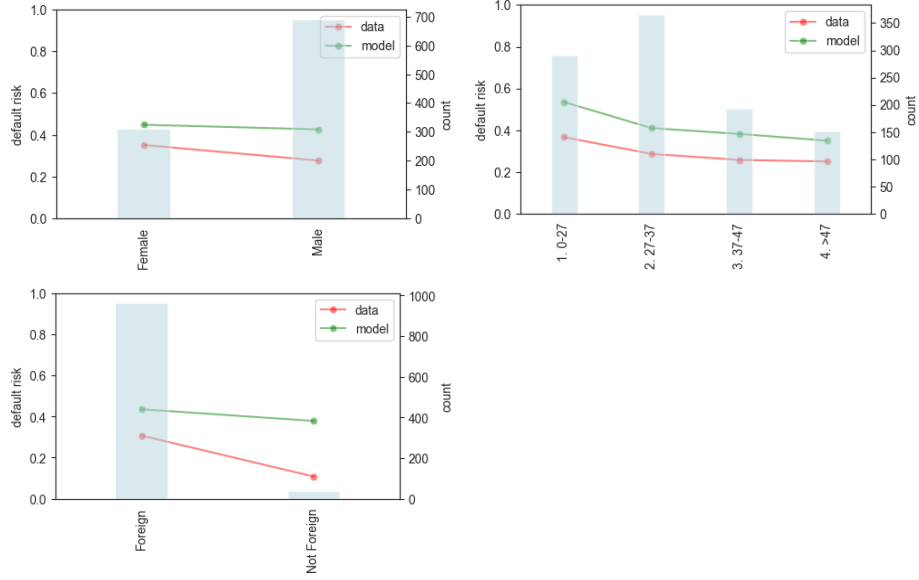 default risk
1.0
0.8
0.6
0.4
0.2
0.0
data
model
700
600
500
400
300
200
100
0
count
Female
Male
default risk
1.0
0.8
0.6
0.4
0.2
0.0
data
model
350
300
250
200
150
100
50
0
count
1. 0-27
2. 27-37
3. 37-47
4. >47
default risk
1.0
0.8
0.6
0.4
0.2
0.0
data
model
1000
800
600
400
200
0
count
Foreign
Not Foreign